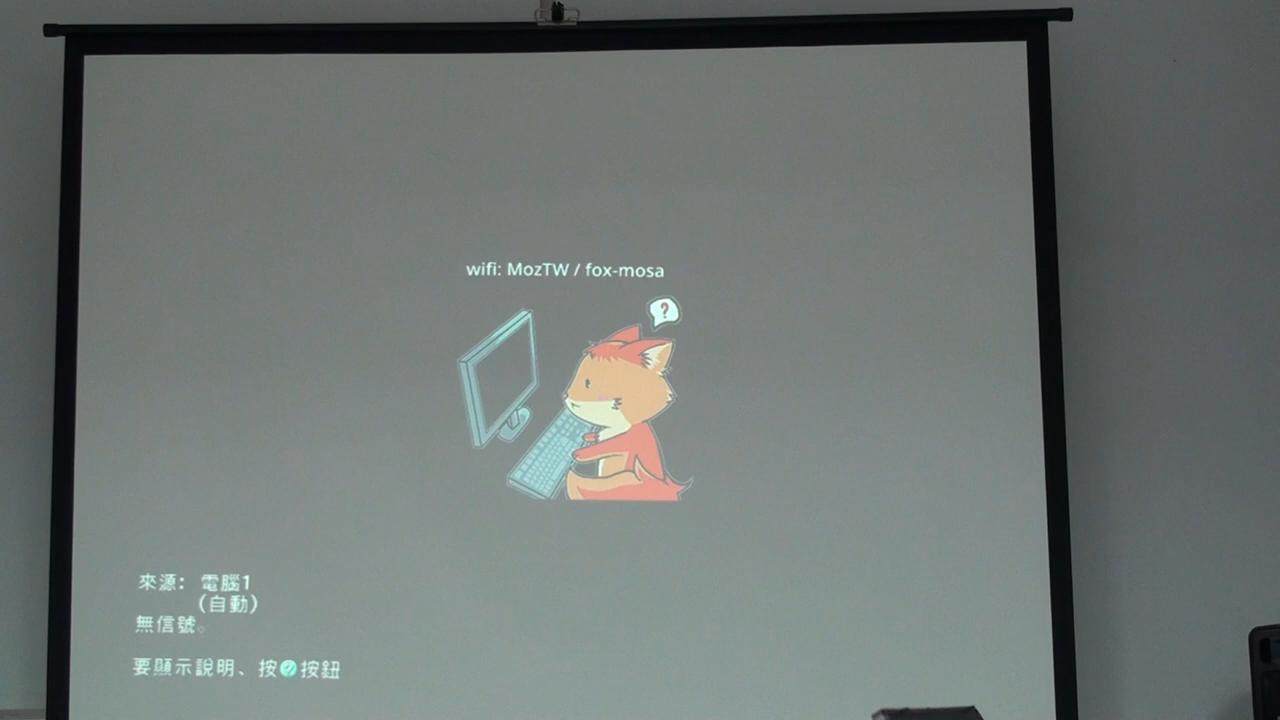 wifi: MozTW / fox-mosa
?
來源: 電腦1
(自動)
無信號。
要顯示說明、按?按鈕